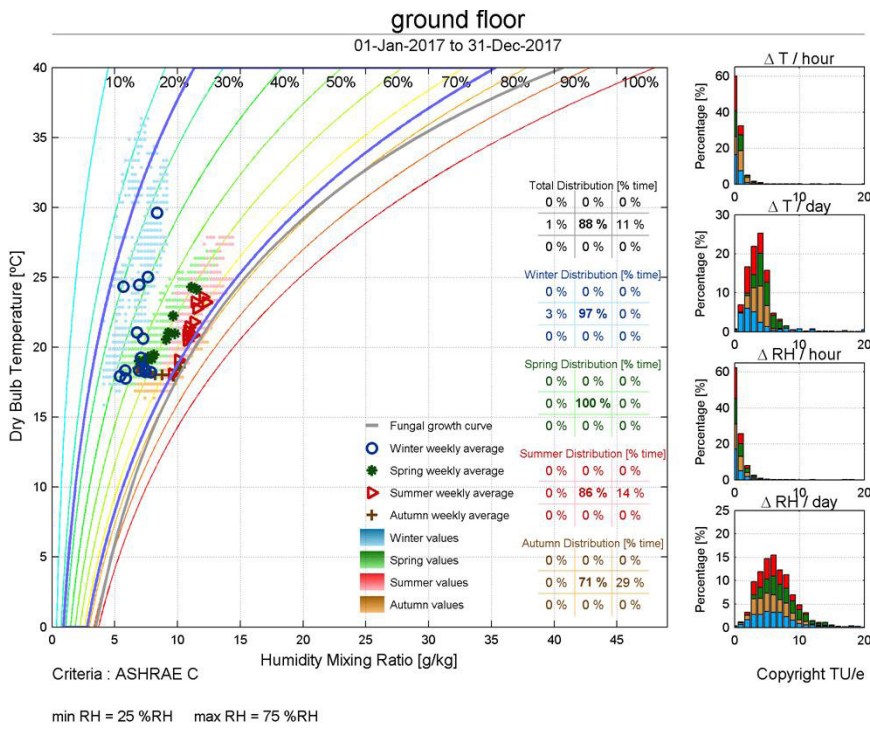 ground floor
01-Jan-2017 to 31-Dec-2017
Dry Bulb Temperature [ºC]
40
35
30
25
20
15
10
5
0
10% 20% 30% 40% 50% 60% 70% 80% 90% 100%
Total Distribution [% time]
0 % 0 % 0 %
1 % 88 % 11 %
0 % 0 % 0 %
Winter Distribution [% time]
0 % 0 % 0 %
3 % 97 % 0 %
0 % 0 % 0 %
Spring Distribution [% time]
0 % 0 % 0 %
0 % 100 % 0 %
0 % 0 % 0 %
Summer Distribution [% time]
0 % 0 % 0 %
0 % 86 % 14 %
0 % 0 % 0 %
Autumn Distribution [% time]
0 % 0 % 0 %
0 % 71 % 29 %
0 % 0 % 0 %
Fungal growth curve
Winter weekly average
Spring weekly average
Summer weekly average
Autumn weekly average
Winter values
Spring values
Summer values
Autumn values
0 5 10 15 20 25 30 35 40 45
Humidity Mixing Ratio [g/kg]
Δ T / hour
Percentage [%]
60
40
20
0
0 10 20
Δ T / day
Percentage [%]
30
20
10
0
0 10 20
Δ RH / hour
Percentage [%]
60
40
20
0
0 10 20
Δ RH / day
Percentage [%]
25
20
15
10
5
0
0 10 20
Criteria : ASHRAE C
Copyright TU/e
min RH = 25 %RH max RH = 75 %RH